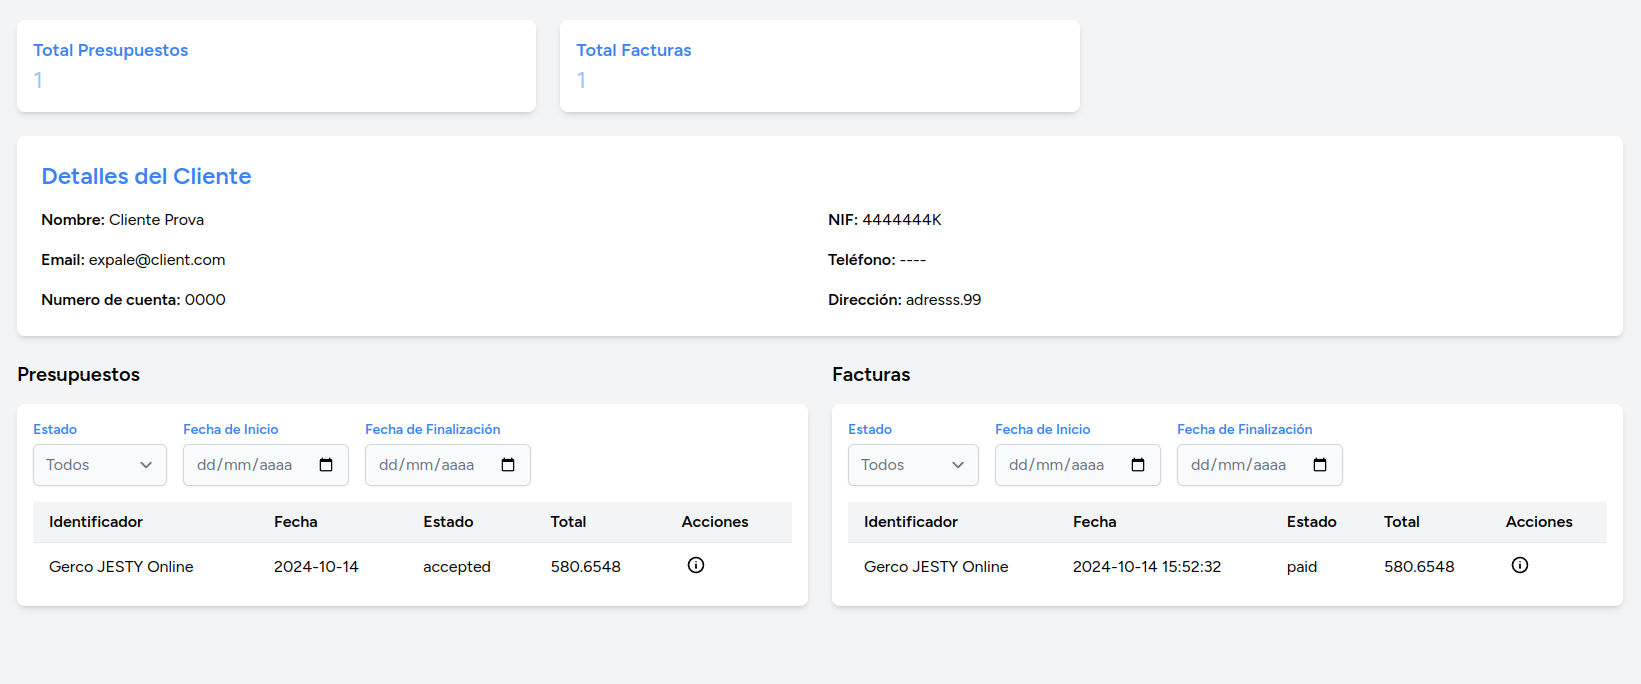 Total Presupuestos
1
Total Facturas
1
Detalles del Cliente
Nombre: Cliente Prova
NIF: 4444444K
Email: expale@client.com
Teléfono: ----
Numero de cuenta: 0000
Dirección: adresss.99
Presupuestos
Estado Fecha de Inicio Fecha de Finalización
Todos dd/mm/aaaa dd/mm/aaaa
Identificador Fecha Estado Total Acciones
Gerco JESTY Online 2024-10-14 accepted 580.6548
Facturas
Estado Fecha de Inicio Fecha de Finalización
Todos dd/mm/aaaa dd/mm/aaaa
Identificador Fecha Estado Total Acciones
Gerco JESTY Online 2024-10-14 15:52:32 paid 580.6548